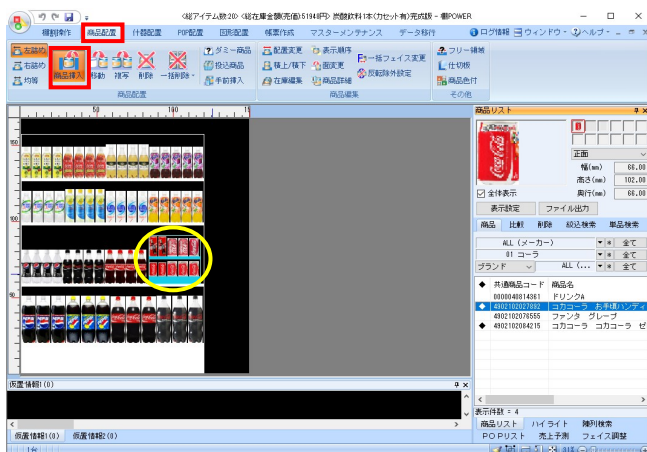 <総アイテム数:20> <総在庫金額(売価):51948円> 炭酸飲料1本(カセット有)完成版 - 棚POWER
棚割操作 商品配置 什器配置 POP配置 図形配置 帳票作成 マスターメンテナンス データ移行 ログ情報 ウィンドウ ヘルプ
左詰め 右詰め 均等 商品挿入 移動 複写 削除 一括削除
ダミー商品 投込商品 手前挿入
配置変更 積上/積下 在庫編集 表示順序 面変更 商品詳細 一括フェイス変更 反転除外設定
フリー領域 仕切板 商品色付
商品配置 商品編集 その他
50 100 15
150
100
50
商品リスト
Coca-Cola
正面
幅(mm) 66.00
高さ(mm) 102.00
奥行(mm) 66.00
全体表示
表示設定 ファイル出力
商品 比較 削除 絞込検索 単品検索
ALL (メーカー) * 全て
01 コーラ * 全て
ブランド ALL (... * 全て
◆ 共通商品コード 商品名
0000040814361 ドリンクA
◆ 4902102027892 コカコーラ お手頃ハンディ
4902102076555 ファンタ グレープ
◆ 4902102084215 コカコーラ コカコーラ ゼ
表示件数 = 4
商品リスト ハイライト 陳列検索
POPリスト 売上予測 フェイス調整
仮置情報1(0)
仮置情報1(0) 仮置情報2(0)